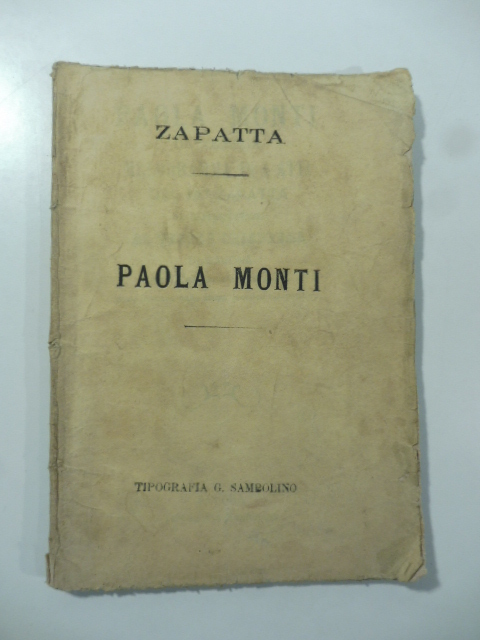 ZAPATTA
PAOLA MONTI
TIPOGRAFIA G. SAMBOLINO